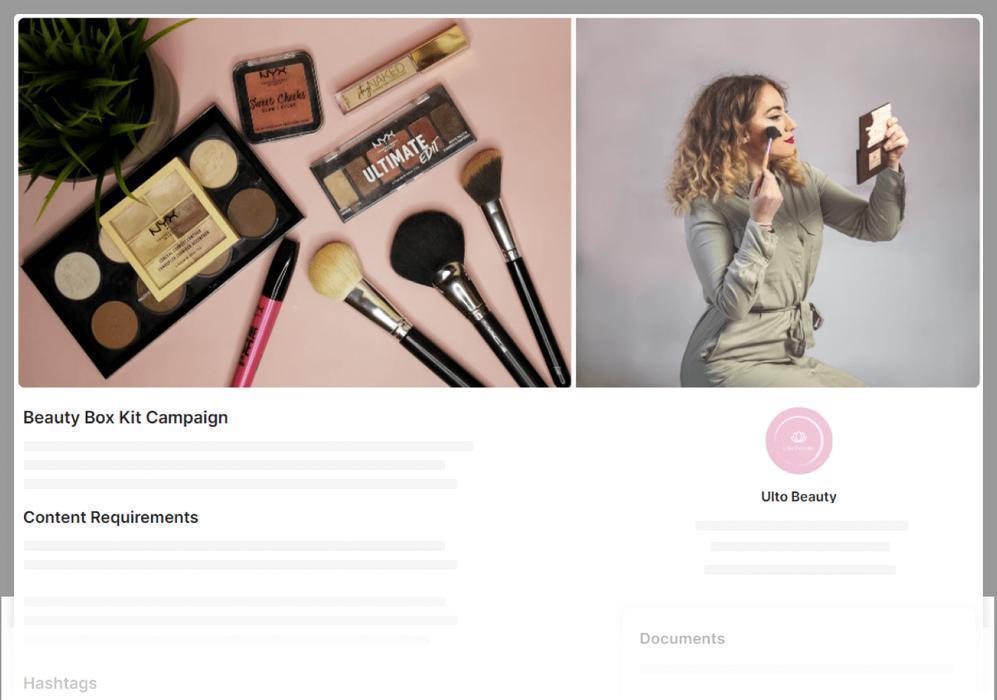 NYX
Sweet Cheeks
NAKED
NYX
ULTIMATE
EDIT
NYX
Beauty Box Kit Campaign
Content Requirements
Hashtags
Ulto Beauty
Documents